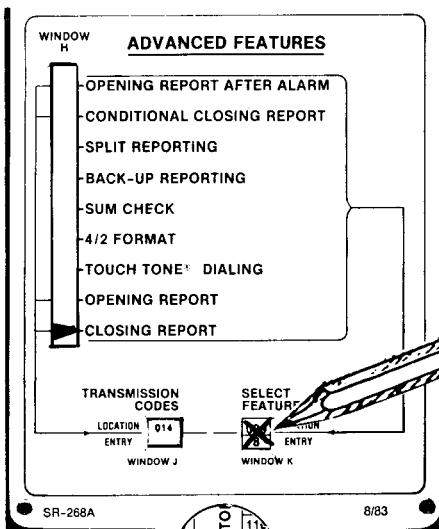 WINDOW
H
ADVANCED FEATURES
OPENING REPORT AFTER ALARM
CONDITIONAL CLOSING REPORT
SPLIT REPORTING
BACK-UP REPORTING
SUM CHECK
4/2 FORMAT
TOUCH TONE® DIALING
OPENING REPORT
CLOSING REPORT
TRANSMISSION
CODES
LOCATION
014
ENTRY
WINDOW J
SELECT
ENTRY
WINDOW K
SR-268A
8/83
TO
11